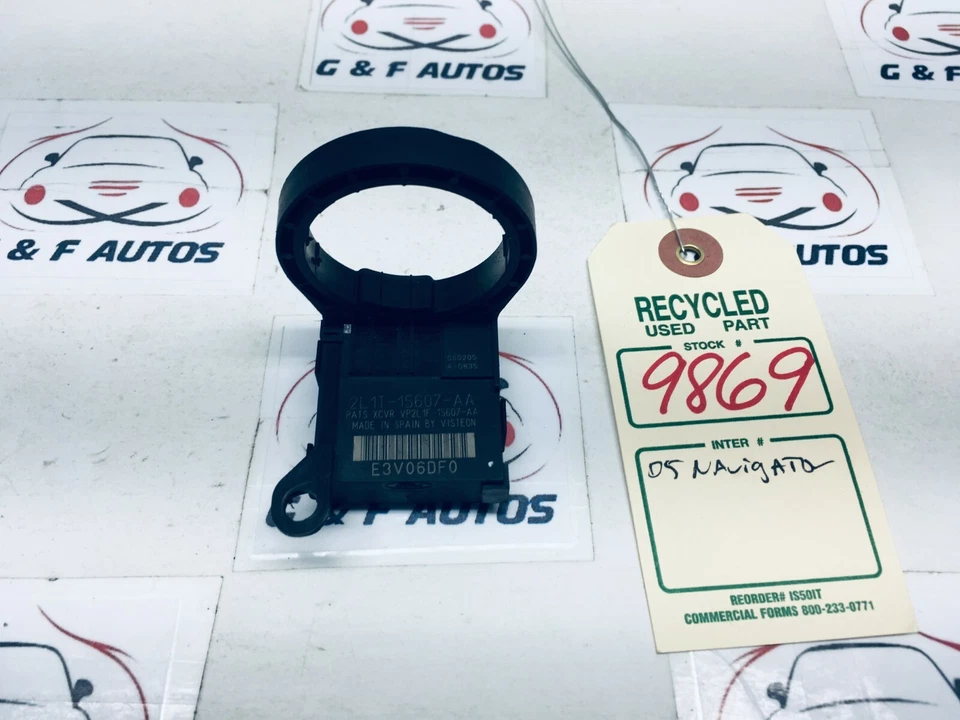 G & F AUTOS
G & F AUTOS
& F AUTOS
RECYCLED
USED PART
STOCK #
9869
INTER #
05 NAVIGATOR
REORDER# IS50IT
COMMERCIAL FORMS 800-233-0771
2L1T-15607-AA
PATS XCVR VP2L1F-15607-AA
MADE IN SPAIN BY VISTEON
E3V06DF0
G & F AUTOS